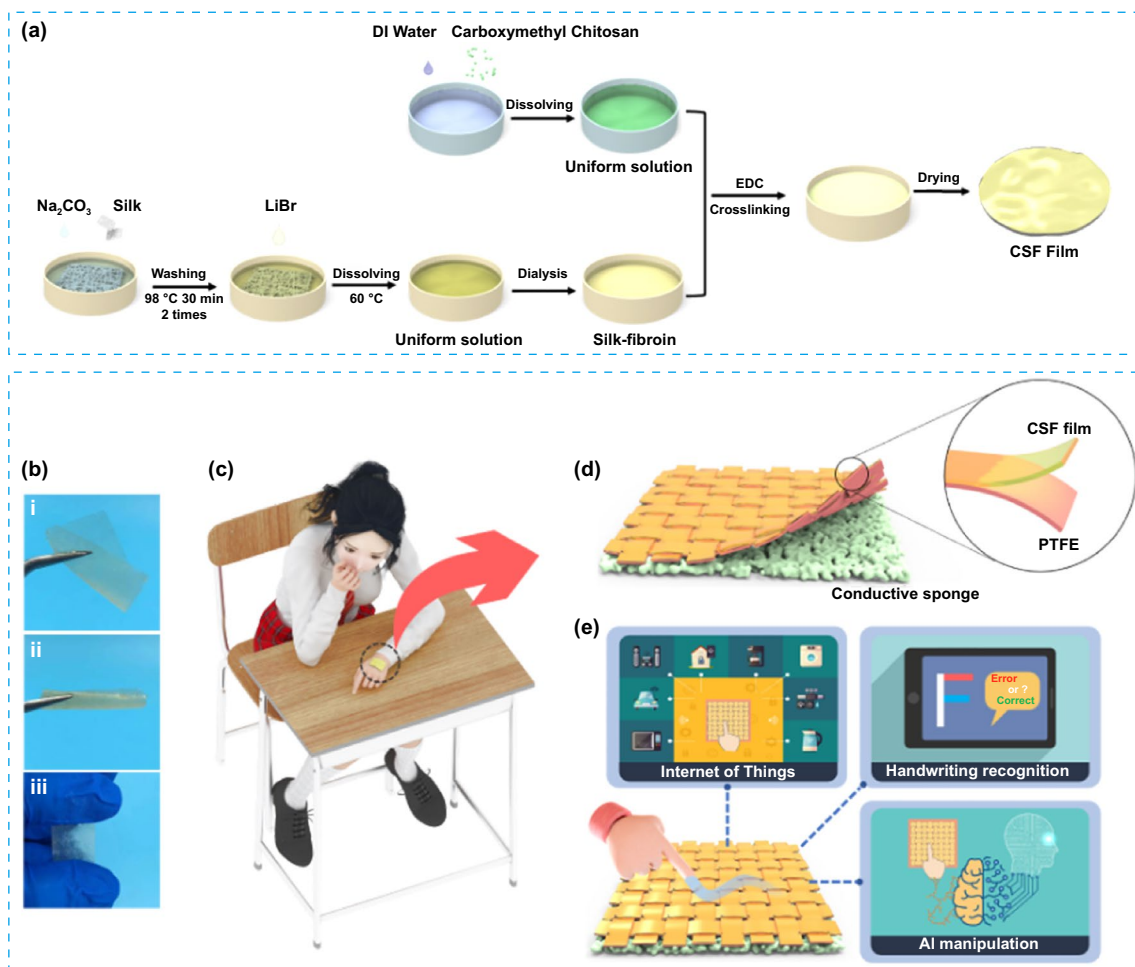 (a)
DI Water
Carboxymethyl Chitosan
Dissolving
Uniform solution
EDC
Crosslinking
Drying
CSF Film
Na₂CO₃
Silk
LiBr
Washing
98 °C 30 min
2 times
Dissolving
60 °C
Dialysis
Uniform solution
Silk-fibroin
(b)
i
ii
iii
(c)
(d)
CSF film
PTFE
Conductive sponge
(e)
Internet of Things
Error
or ?
Correct
Handwriting recognition
AI manipulation